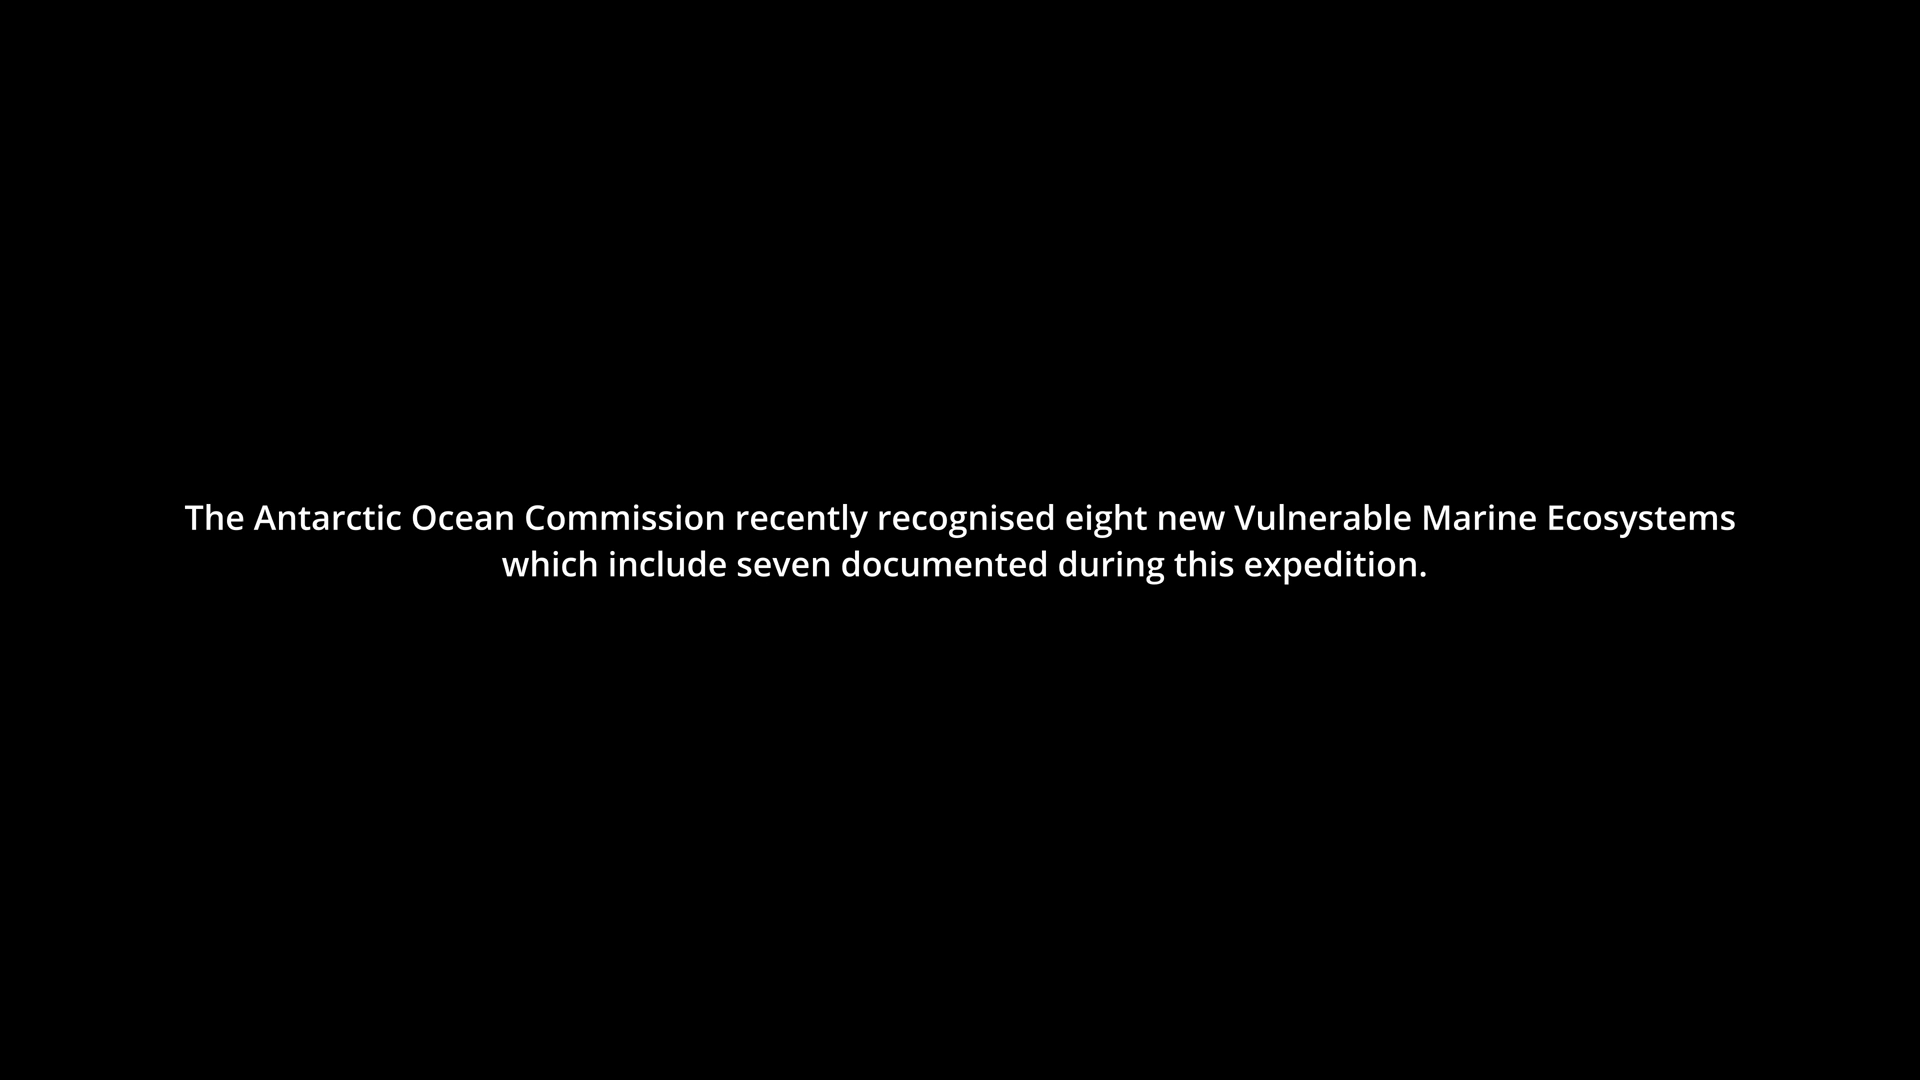 The Antarctic Ocean Commission recently recognised eight new Vulnerable Marine Ecosystems
which include seven documented during this expedition.